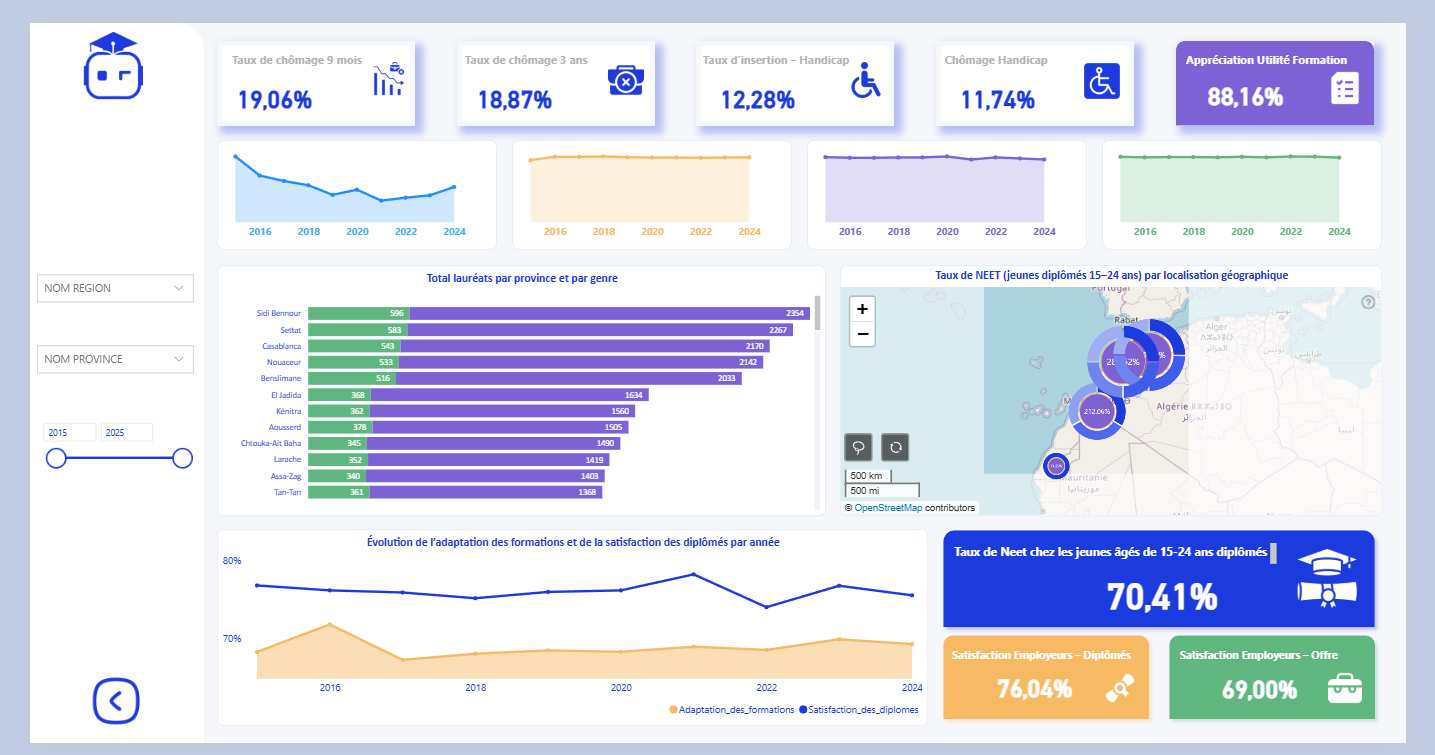 Taux de chômage 9 mois
19,06%
Taux de chômage 3 ans
18,87%
Taux d'insertion – Handicap
12,28%
Chômage Handicap
11,74%
Appréciation Utilité Formation
88,16%
2016 2018 2020 2022 2024
2016 2018 2020 2022 2024
2016 2018 2020 2022 2024
2016 2018 2020 2022 2024
NOM REGION
NOM PROVINCE
2015 2025
Total lauréats par province et par genre
Sidi Bennour 596 2354
Settat 583 2267
Casablanca 543 2170
Nouaceur 533 2142
Benslimane 516 2033
El Jadida 368 1634
Kénitra 362 1560
Aousserd 378 1505
Chtouka-Ait Baha 345 1490
Larache 352 1419
Assa-Zag 340 1403
Tan-Tan 361 1368
Taux de NEET (jeunes diplômés 15–24 ans) par localisation géographique
+
−
Portugal
Rabat
Alger
الجزائر
تونس
طرابلس
Algérie
الجزائر
ليبيا
212.06%
Mauritanie
موريتانيا
500 km
500 mi
© OpenStreetMap contributors
Évolution de l'adaptation des formations et de la satisfaction des diplômés par année
80%
70%
2016 2018 2020 2022 2024
Adaptation_des_formations Satisfaction_des_diplomes
Taux de Neet chez les jeunes âgés de 15-24 ans diplômés
70,41%
Satisfaction Employeurs – Diplômés
76,04%
Satisfaction Employeurs – Offre
69,00%